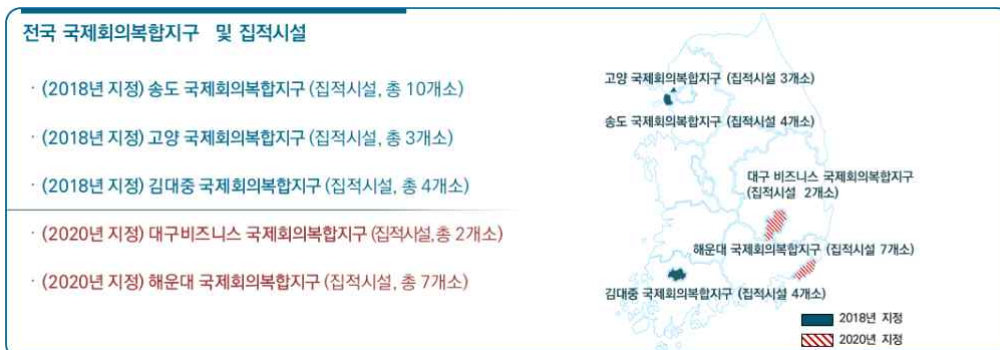 전국 국제회의복합지구 및 집적시설
· (2018년 지정) 송도 국제회의복합지구 (집적시설, 총 10개소)
· (2018년 지정) 고양 국제회의복합지구 (집적시설, 총 3개소)
· (2018년 지정) 김대중 국제회의복합지구 (집적시설, 총 4개소)
· (2020년 지정) 대구비즈니스 국제회의복합지구 (집적시설, 총 2개소)
· (2020년 지정) 해운대 국제회의복합지구 (집적시설, 총 7개소)
고양 국제회의복합지구 (집적시설 3개소)
송도 국제회의복합지구 (집적시설 4개소)
대구 비즈니스 국제회의복합지구
(집적시설 2개소)
해운대 국제회의복합지구 (집적시설 7개소)
김대중 국제회의복합지구 (집적시설 4개소)
2018년 지정
2020년 지정